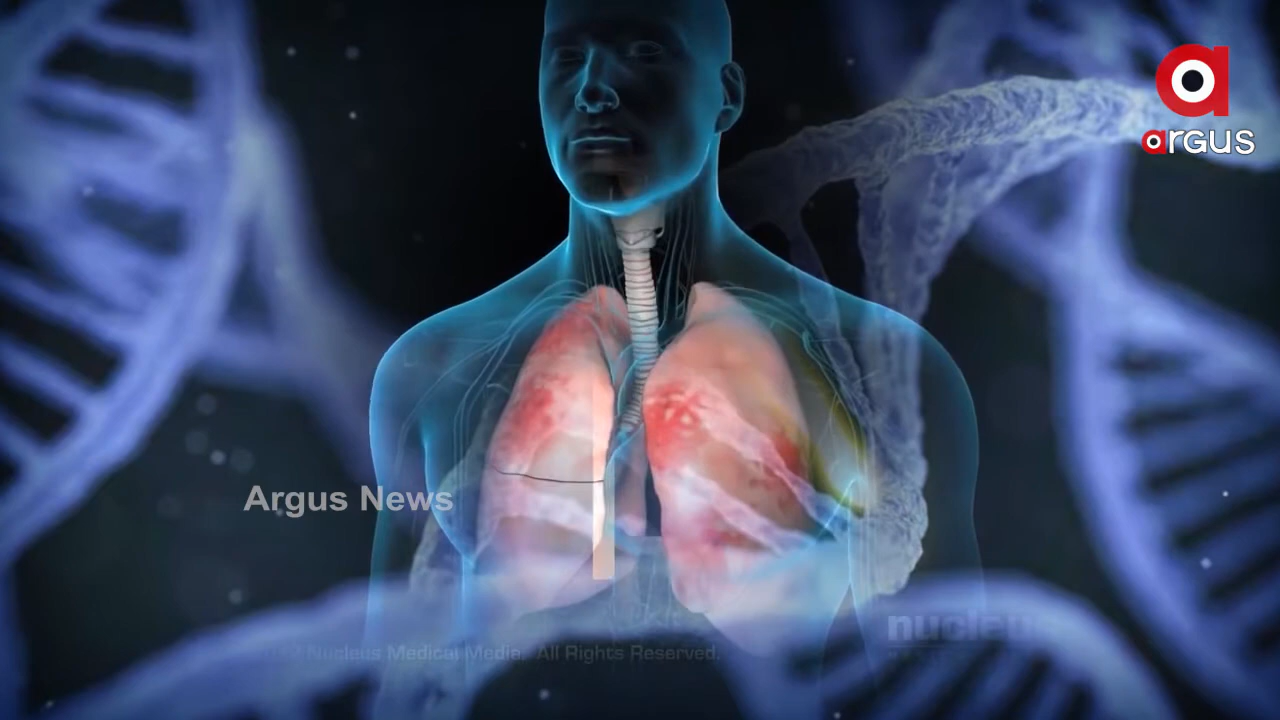 argus
Argus News
nucleus
Nucleus Medical Media. All Rights Reserved.